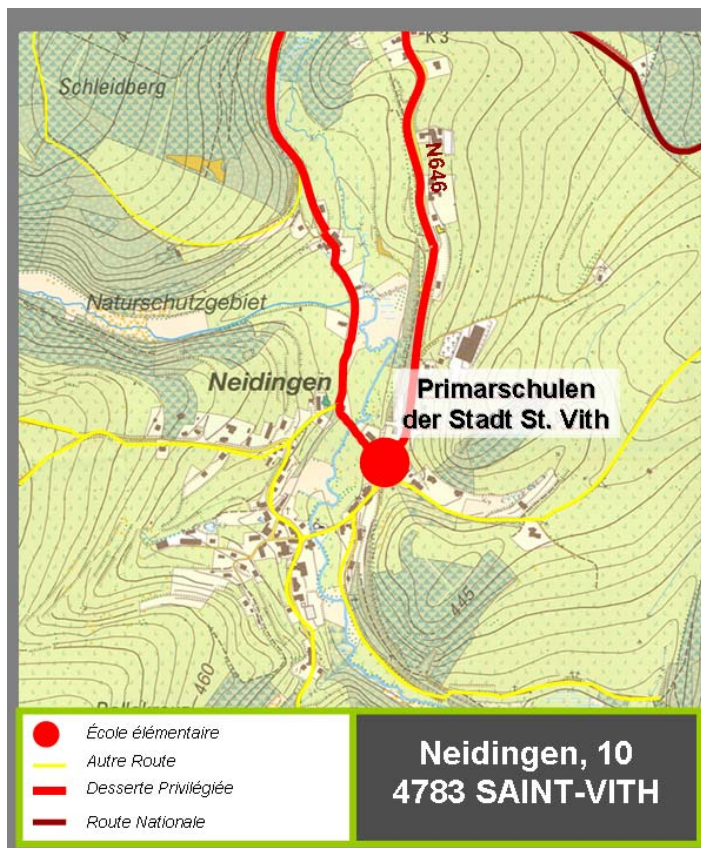 K 3
Schleidberg
N646
Naturschutzgebiet
Neidingen
Primarschulen
der Stadt St. Vith
445
460
École élémentaire
Autre Route
Desserte Privilégiée
Route Nationale
Neidingen, 10
4783 SAINT-VITH